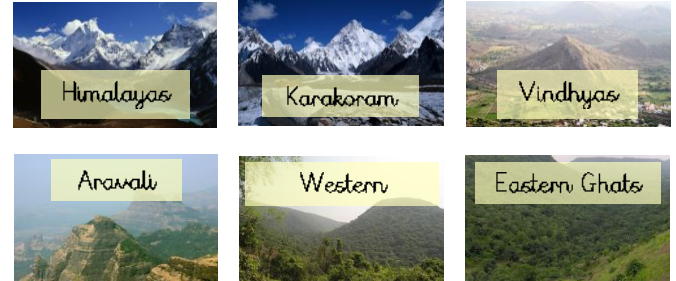 Himalayas
Karakoram
Vindhyas
Aravali
Western
Eastern Ghats